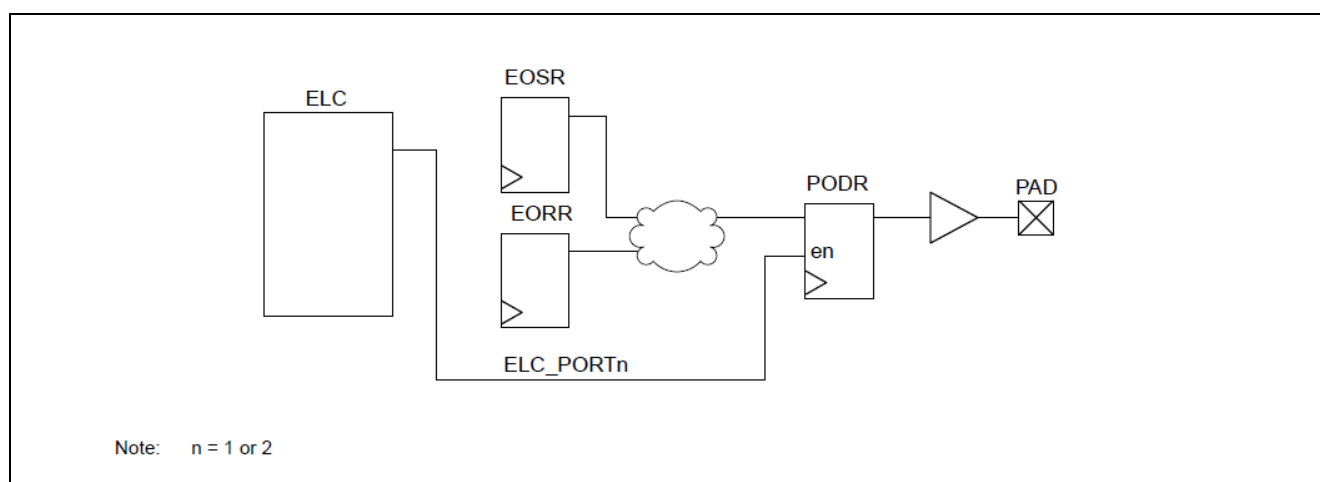 EOSR
ELC
PODR
PAD
EORR
en
ELC_PORTn
Note: n = 1 or 2